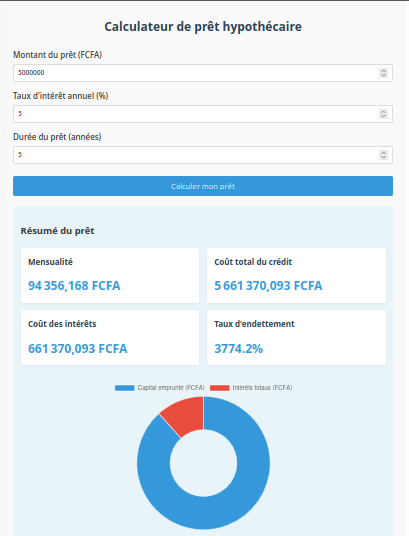 Calculateur de prêt hypothécaire
Montant du prêt (FCFA)
5000000
Taux d'intérêt annuel (%)
5
Durée du prêt (années)
5
Calculer mon prêt
Résumé du prêt
Mensualité
94 356,168 FCFA
Coût total du crédit
5 661 370,093 FCFA
Coût des intérêts
661 370,093 FCFA
Taux d'endettement
3774.2%
Capital emprunté (FCFA)
Intérêts totaux (FCFA)